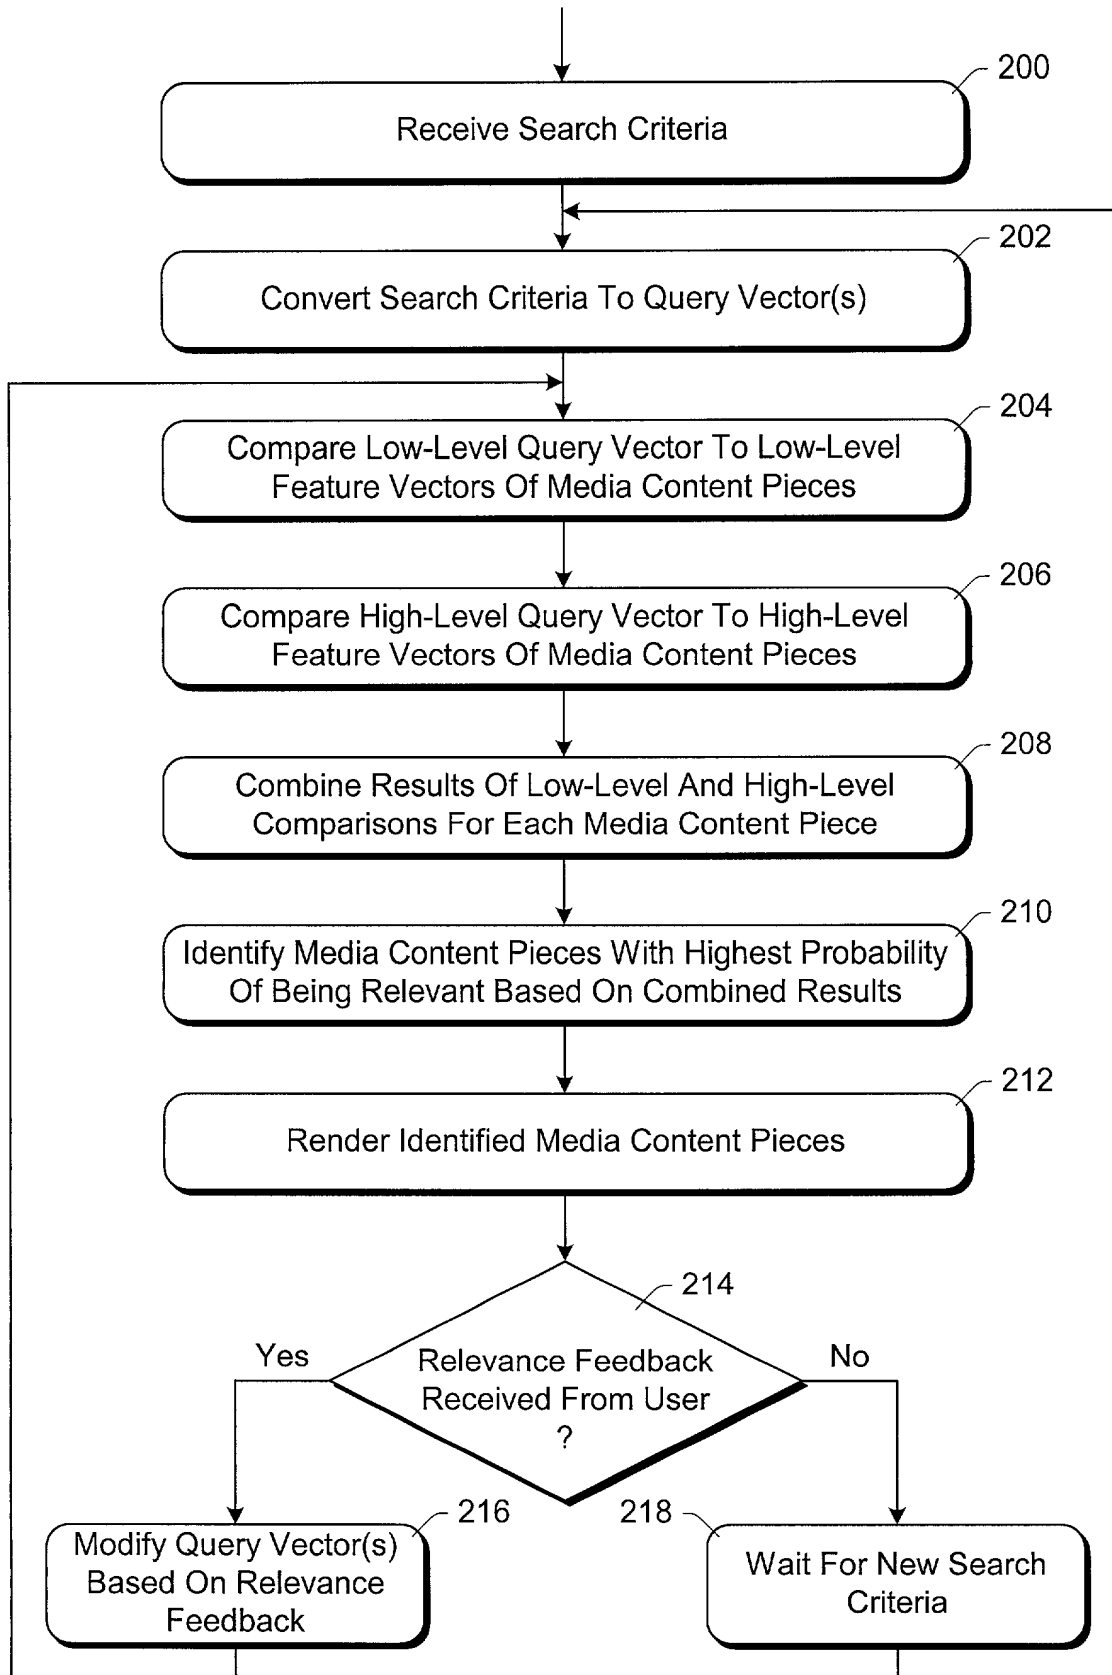 200
Receive Search Criteria
202
Convert Search Criteria To Query Vector(s)
204
Compare Low-Level Query Vector To Low-Level
Feature Vectors Of Media Content Pieces
206
Compare High-Level Query Vector To High-Level
Feature Vectors Of Media Content Pieces
208
Combine Results Of Low-Level And High-Level
Comparisons For Each Media Content Piece
210
Identify Media Content Pieces With Highest Probability
Of Being Relevant Based On Combined Results
212
Render Identified Media Content Pieces
214
Yes
No
Relevance Feedback
Received From User
?
216
Modify Query Vector(s)
Based On Relevance
Feedback
218
Wait For New Search
Criteria